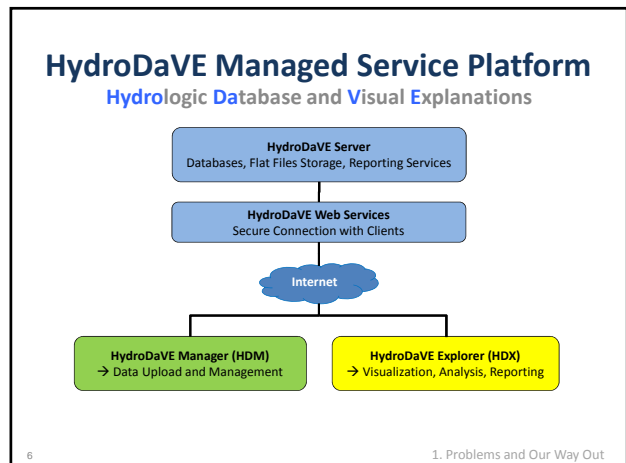 HydroDaVE Managed Service Platform
Hydrologic Database and Visual Explanations
HydroDaVE Server
Databases, Flat Files Storage, Reporting Services
HydroDaVE Web Services
Secure Connection with Clients
Internet
HydroDaVE Manager (HDM)
→ Data Upload and Management
HydroDaVE Explorer (HDX)
→ Visualization, Analysis, Reporting
6
1. Problems and Our Way Out